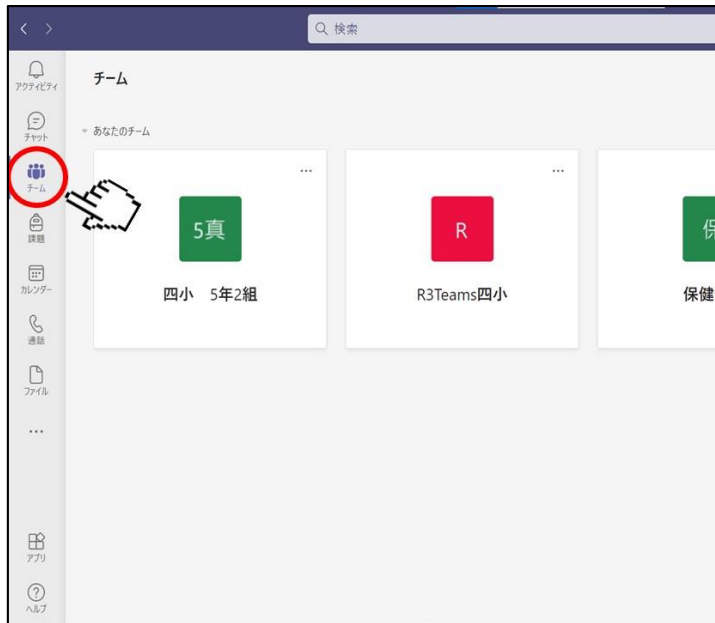 検索
アクティビティ
チーム
あなたのチーム
チャット
チーム
5真
R
保
課題
カレンダー
四小　5年2組
R3Teams四小
保健
通話
ファイル
アプリ
ヘルプ